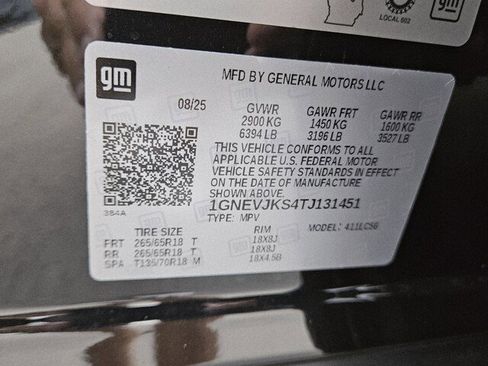 LOCAL 602
gm
MFD BY GENERAL MOTORS LLC
08/25 GVWR GAWR FRT GAWR RR
2900 KG 1450 KG 1600 KG
6394 LB 3196 LB 3527 LB
THIS VEHICLE CONFORMS TO ALL
APPLICABLE U.S. FEDERAL MOTOR
VEHICLE SAFETY STANDARDS IN EFFECT
ON THE DATE OF MANUFACTURE
1GNEVJKS4TJ131451
384A TYPE: MPV MODEL: 411LC56
TIRE SIZE RIM
FRT 265/65R18 T 18X8J
RR 265/65R18 T 18X8J
SPA T135/70R18 M 18X4.5B